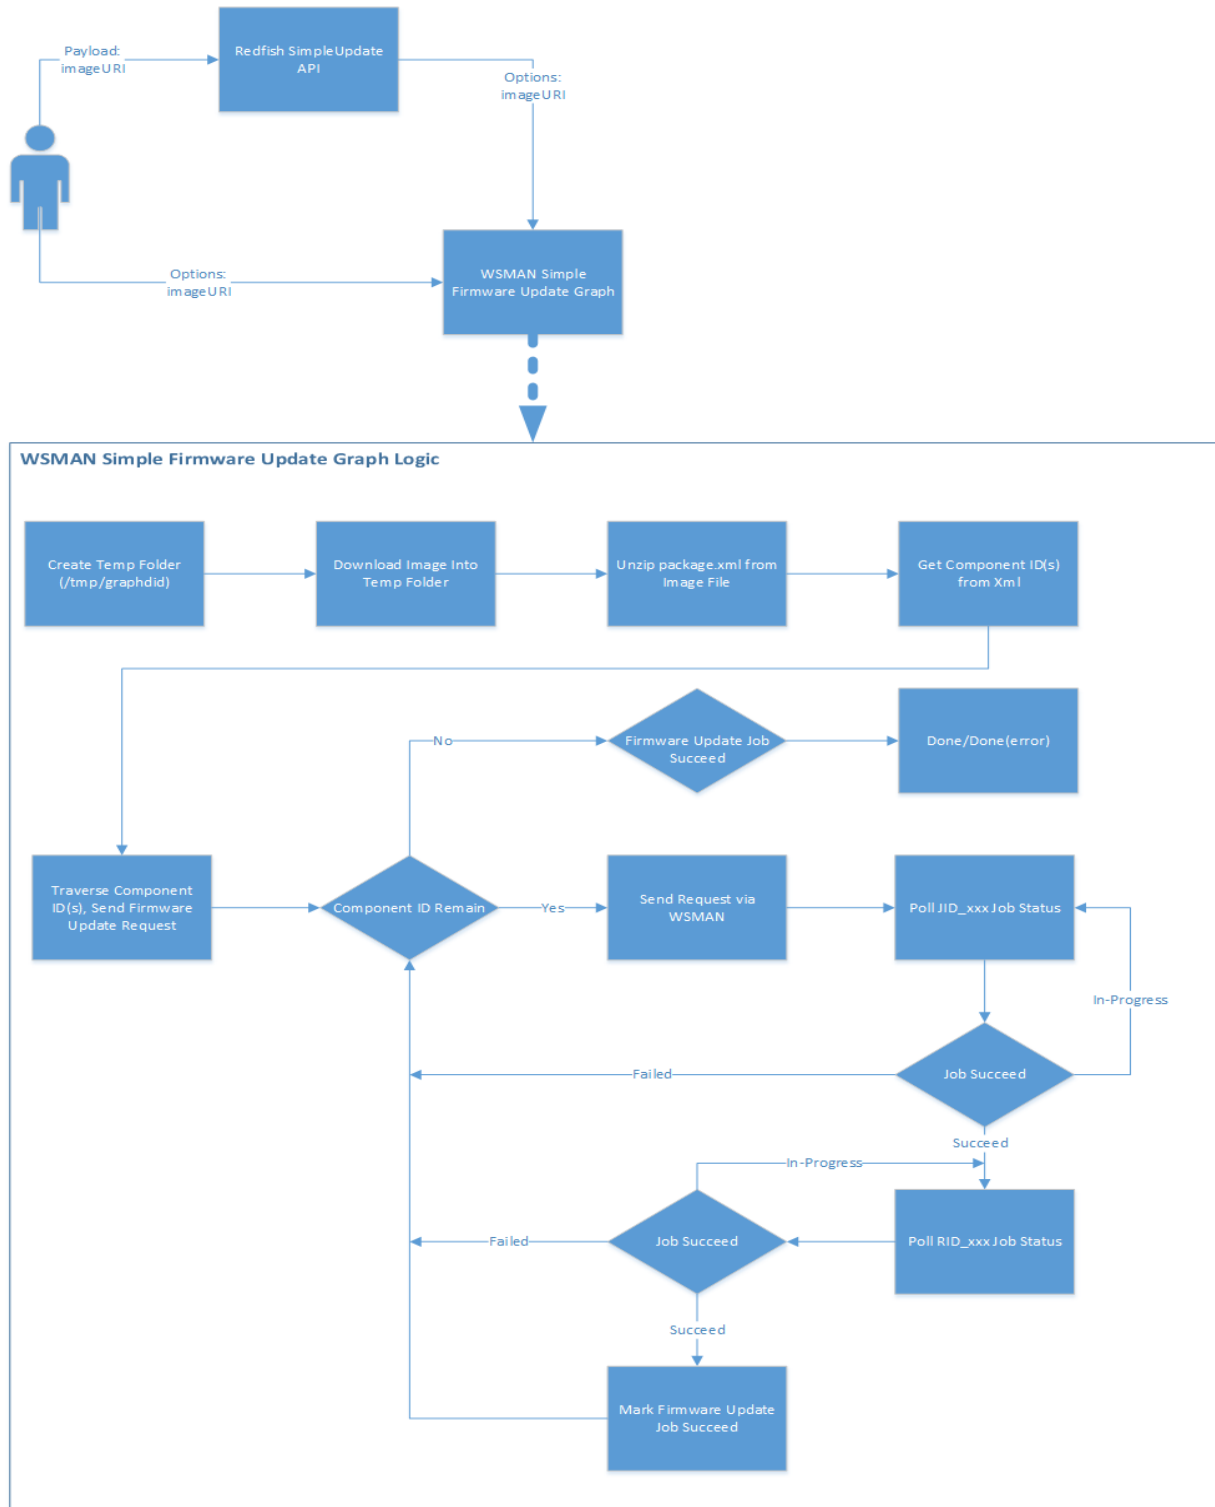 Payload:
imageURI
Redfish SimpleUpdate
API
Options:
imageURI
Options:
imageURI
WSMAN Simple
Firmware Update Graph
WSMAN Simple Firmware Update Graph Logic
Create Temp Folder
(/tmp/graphdid)
Download Image Into
Temp Folder
Unzip package.xml from
Image File
Get Component ID(s)
from Xml
No
Firmware Update Job
Succeed
Done/Done(error)
Traverse Component
ID(s), Send Firmware
Update Request
Component ID Remain
Yes
Send Request via
WSMAN
Poll JID_xxx Job Status
In-Progress
Failed
Job Succeed
Succeed
In-Progress
Failed
Job Succeed
Poll RID_xxx Job Status
Succeed
Mark Firmware Update
Job Succeed